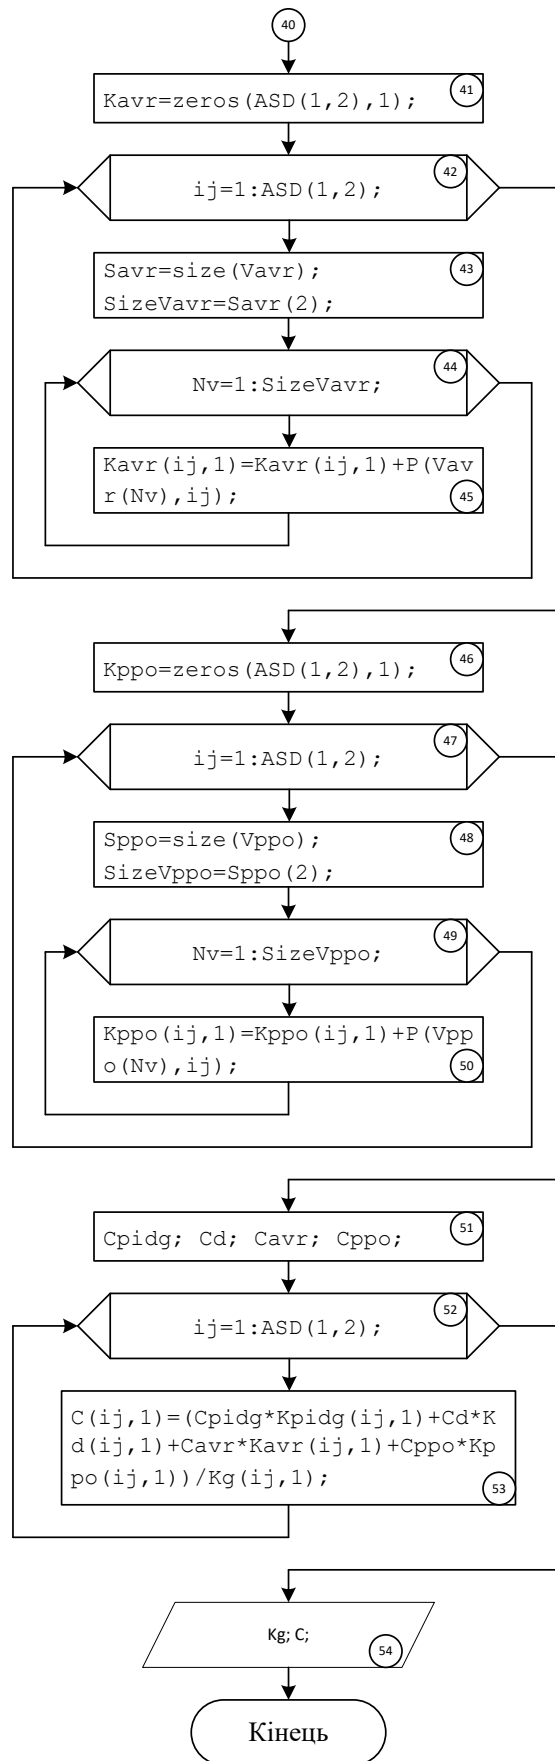 40
41
Kavr=zeros(ASD(1,2),1);
42
ij=1:ASD(1,2);
43
Savr=size(Vavr);
SizeVavr=Savr(2);
44
Nv=1:SizeVavr;
Kavr(ij,1)=Kavr(ij,1)+P(Vav
r(Nv),ij);
45
46
Kppo=zeros(ASD(1,2),1);
47
ij=1:ASD(1,2);
Sppo=size(Vppo);
48
SizeVppo=Sppo(2);
49
Nv=1:SizeVppo;
Kppo(ij,1)=Kppo(ij,1)+P(Vpp
o(Nv),ij);
50
51
Cpidg; Cd; Cavr; Cppo;
52
ij=1:ASD(1,2);
C(ij,1)=(Cpidg*Kpidg(ij,1)+Cd*K
d(ij,1)+Cavr*Kavr(ij,1)+Cppo*Kp
po(ij,1))/Kg(ij,1);
53
Kg; C;
54
Кінець